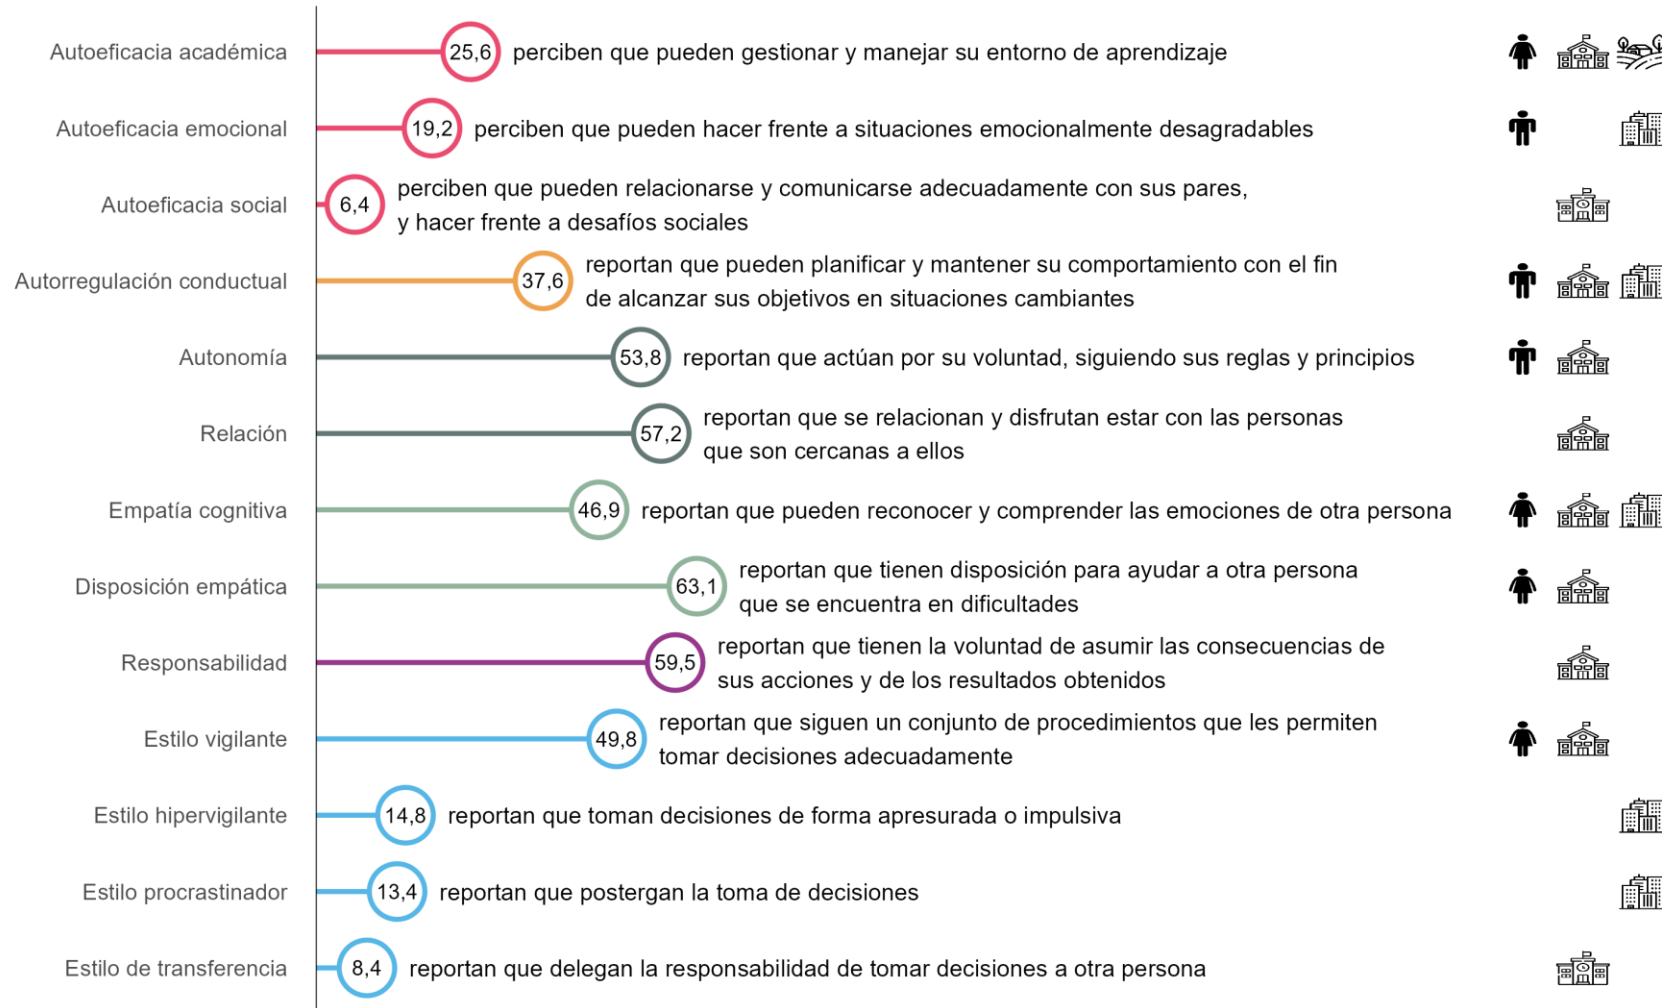 Autoeficacia académica
25,6
perciben que pueden gestionar y manejar su entorno de aprendizaje
Autoeficacia emocional
19,2
perciben que pueden hacer frente a situaciones emocionalmente desagradables
Autoeficacia social
6,4
perciben que pueden relacionarse y comunicarse adecuadamente con sus pares,
y hacer frente a desafíos sociales
Autorregulación conductual
37,6
reportan que pueden planificar y mantener su comportamiento con el fin
de alcanzar sus objetivos en situaciones cambiantes
Autonomía
53,8
reportan que actúan por su voluntad, siguiendo sus reglas y principios
Relación
57,2
reportan que se relacionan y disfrutan estar con las personas
que son cercanas a ellos
Empatía cognitiva
46,9
reportan que pueden reconocer y comprender las emociones de otra persona
Disposición empática
63,1
reportan que tienen disposición para ayudar a otra persona
que se encuentra en dificultades
Responsabilidad
59,5
reportan que tienen la voluntad de asumir las consecuencias de
sus acciones y de los resultados obtenidos
Estilo vigilante
49,8
reportan que siguen un conjunto de procedimientos que les permiten
tomar decisiones adecuadamente
Estilo hipervigilante
14,8
reportan que toman decisiones de forma apresurada o impulsiva
Estilo procrastinador
13,4
reportan que postergan la toma de decisiones
Estilo de transferencia
8,4
reportan que delegan la responsabilidad de tomar decisiones a otra persona